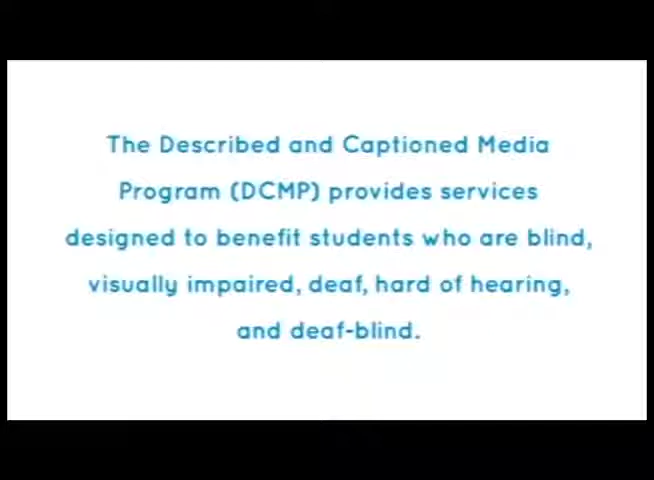 The Described and Captioned Media
Program (DCMP) provides services
designed to benefit students who are blind,
visually impaired, deaf, hard of hearing,
and deaf-blind.